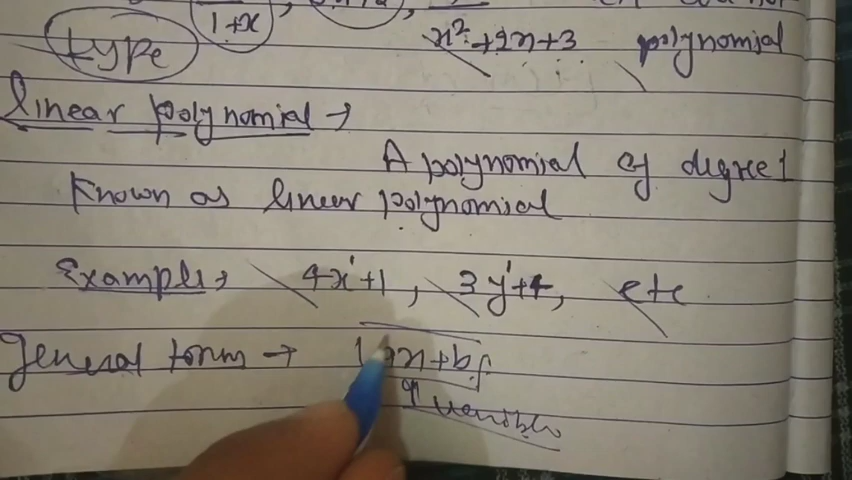 1+x
type x²+2x+3 polynomial
linear polynomial →
A polynomial of degree 1
Known as linear polynomial
Example → 4x¹+1, 3y¹+4, etc
General form → ax+b